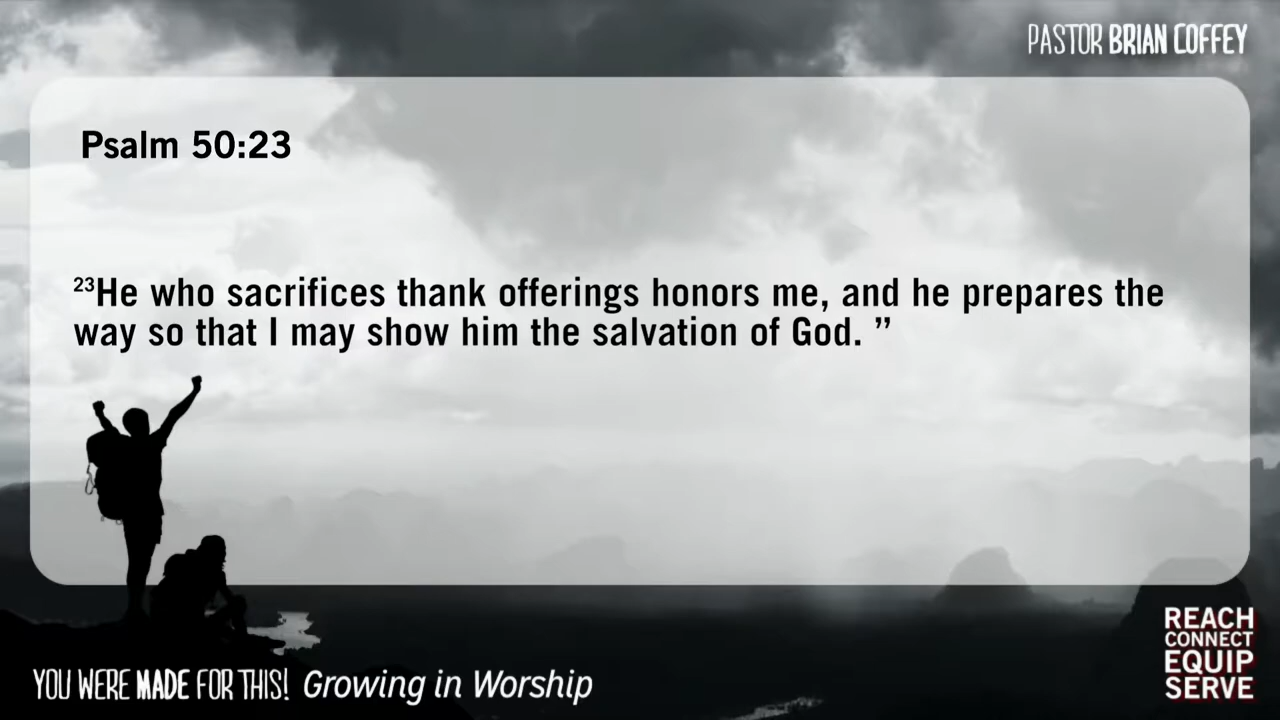 PASTOR BRIAN COFFEY
Psalm 50:23
23He who sacrifices thank offerings honors me, and he prepares the
way so that I may show him the salvation of God. ”
YOU WERE MADE FOR THIS! Growing in Worship
REACH
CONNECT
EQUIP
SERVE